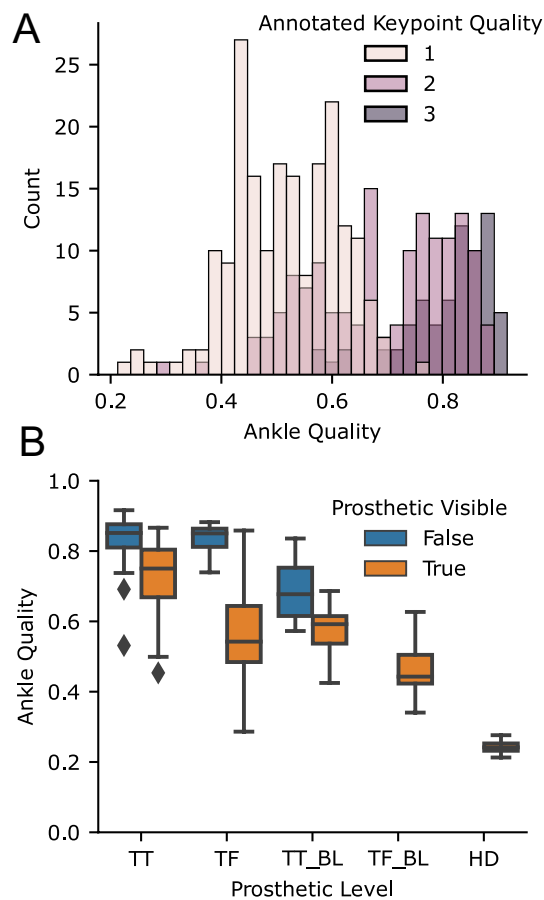 A
Annotated Keypoint Quality
1
2
3
25
20
15
10
5
0
Count
0.2 0.4 0.6 0.8
Ankle Quality
B
1.0
0.8
0.6
0.4
0.2
0.0
Ankle Quality
Prosthetic Visible
False
True
TT TF TT_BL TF_BL HD
Prosthetic Level